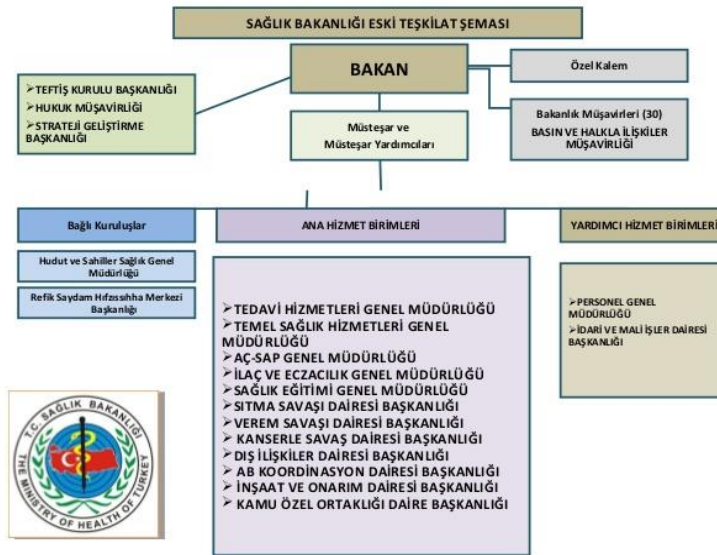 SAĞLIK BAKANLIĞI ESKİ TEŞKİLAT ŞEMASI
BAKAN
Özel Kalem
➢TEFTİŞ KURULU BAŞKANLIĞI
➢HUKUK MÜŞAVİRLİĞİ
➢STRATEJİ GELİŞTİRME
BAŞKANLIĞI
Müsteşar ve
Müsteşar Yardımcıları
Bakanlık Müşavirleri (30)
BASIN VE HALKLA İLİŞKİLER
MÜŞAVİRLİĞİ
Bağlı Kuruluşlar
ANA HİZMET BİRİMLERİ
YARDIMCI HİZMET BİRİMLERİ
Hudut ve Sahiller Sağlık Genel
Müdürlüğü
Refik Saydam Hıfzıssıhha Merkezi
Başkanlığı
➢TEDAVİ HİZMETLERİ GENEL MÜDÜRLÜĞÜ
➢TEMEL SAĞLIK HİZMETLERİ GENEL
MÜDÜRLÜĞÜ
➢AÇ-SAP GENEL MÜDÜRLÜĞÜ
➢İLAÇ VE ECZACILIK GENEL MÜDÜRLÜĞÜ
➢SAĞLIK EĞİTİMİ GENEL MÜDÜRLÜĞÜ
➢SITMA SAVAŞI DAİRESİ BAŞKANLIĞI
➢VEREM SAVAŞI DAİRESİ BAŞKANLIĞI
➢ KANSERLE SAVAŞ DAİRESİ BAŞKANLIĞI
➢DIŞ İLİŞKİLER DAİRESİ BAŞKANLIĞI
➢ AB KOORDİNASYON DAİRESİ BAŞKANLIĞI
➢ İNŞAAT VE ONARIM DAİRESİ BAŞKANLIĞI
➢ KAMU ÖZEL ORTAKLIĞI DAİRE BAŞKANLIĞI
➢PERSONEL GENEL
MÜDÜRLÜĞÜ
➢İDARİ VE MALİ İŞLER DAİRESİ
BAŞKANLIĞI
T.C. SAĞLIK BAKANLIĞI
THE MINISTRY OF HEALTH OF TURKEY